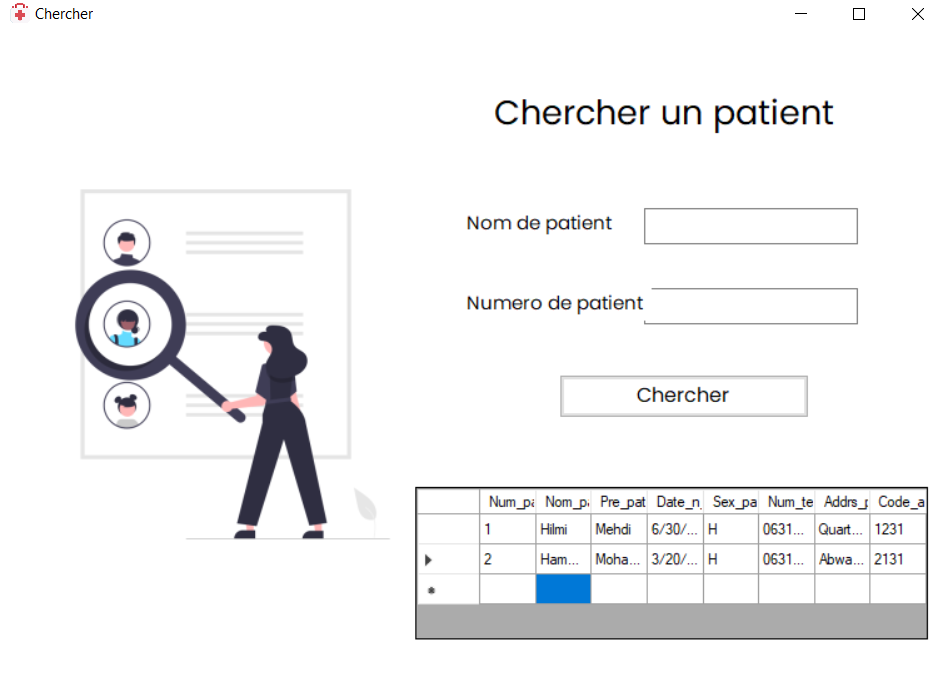 Chercher
Chercher un patient
Nom de patient
Numero de patient
Chercher
Num_pa Nom_pa Pre_pat Date_n Sex_pa Num_te Addrs_p Code_a
1 Hilmi Mehdi 6/30/... H 0631... Quart... 1231
2 Ham... Moha... 3/20/... H 0631... Abwa... 2131